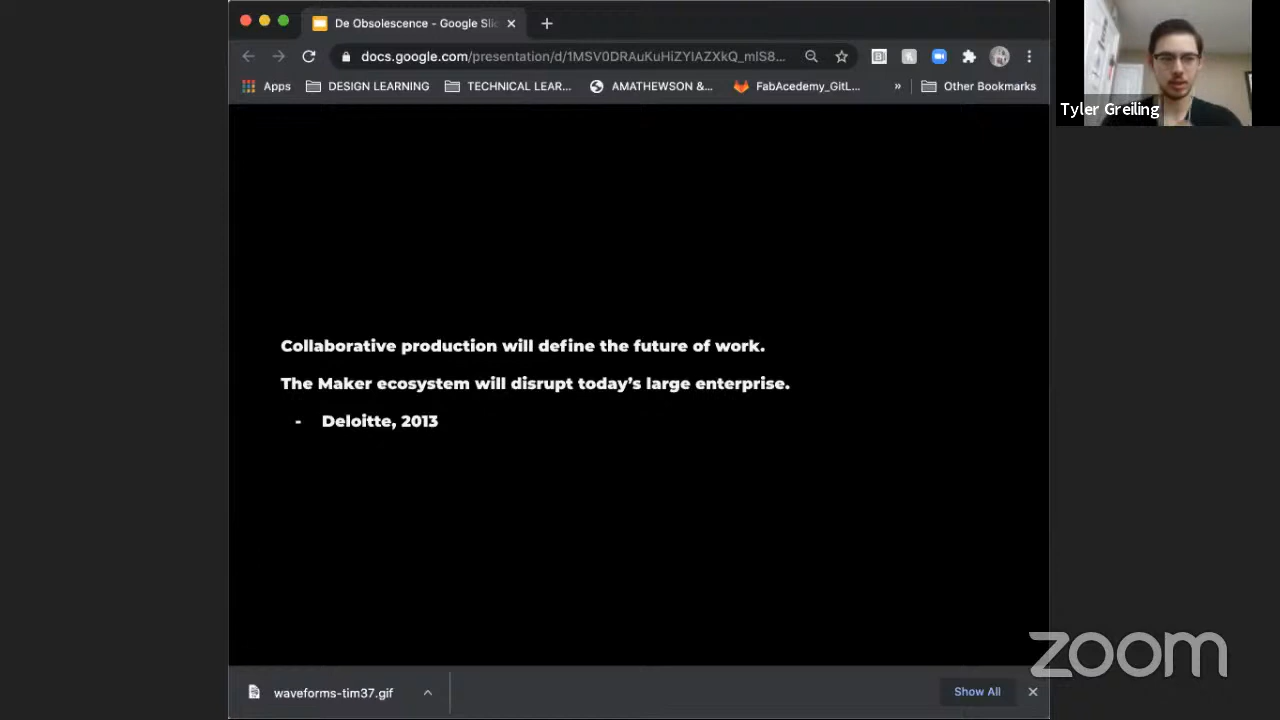 De Obsolescence - Google Slic
docs.google.com/presentation/d/1MSV0DRAuKuHiZYIAZXkQ_mlS8...
Apps
DESIGN LEARNING
TECHNICAL LEAR...
AMATHEWSON &...
FabAcedemy_GitL...
»
Other Bookmarks
Tyler Greiling
Collaborative production will define the future of work.
The Maker ecosystem will disrupt today's large enterprise.
- Deloitte, 2013
zoom
waveforms-tim37.gif
Show All